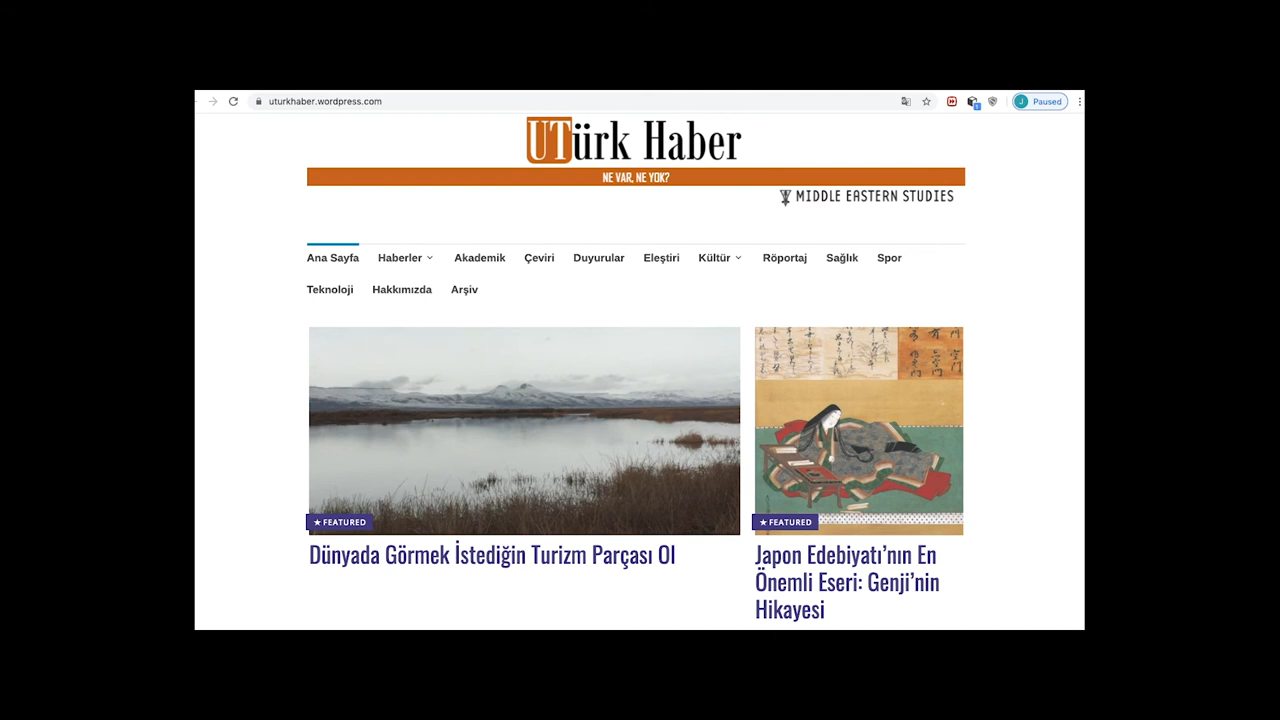 uturkhaber.wordpress.com
J Paused
UTürk Haber
NE VAR, NE YOK?
MIDDLE EASTERN STUDIES
Ana Sayfa Haberler Akademik Çeviri Duyurular Eleştiri Kültür Röportaj Sağlık Spor
Teknoloji Hakkımızda Arşiv
★ FEATURED
Dünyada Görmek İstediğin Turizm Parçası Ol
★ FEATURED
Japon Edebiyatı’nın En
Önemli Eseri: Genji’nin
Hikayesi